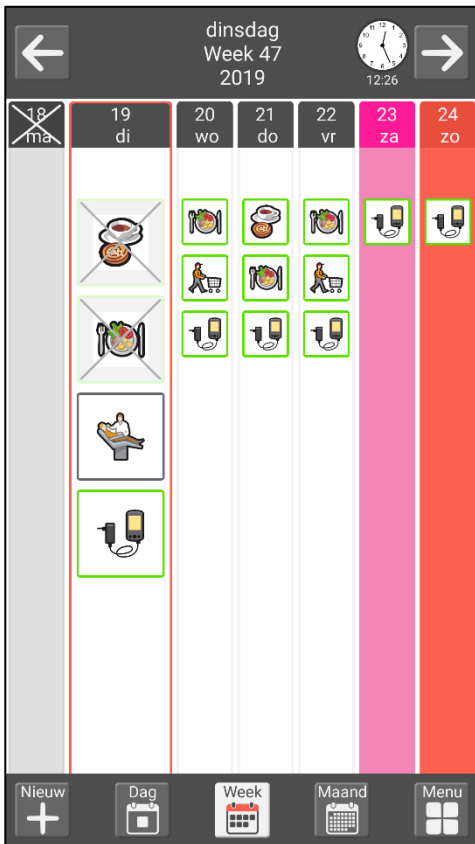 dinsdag
Week 47
2019
12:26
18 19 20 21 22 23 24
ma di wo do vr za zo
Nieuw Dag Week Maand Menu